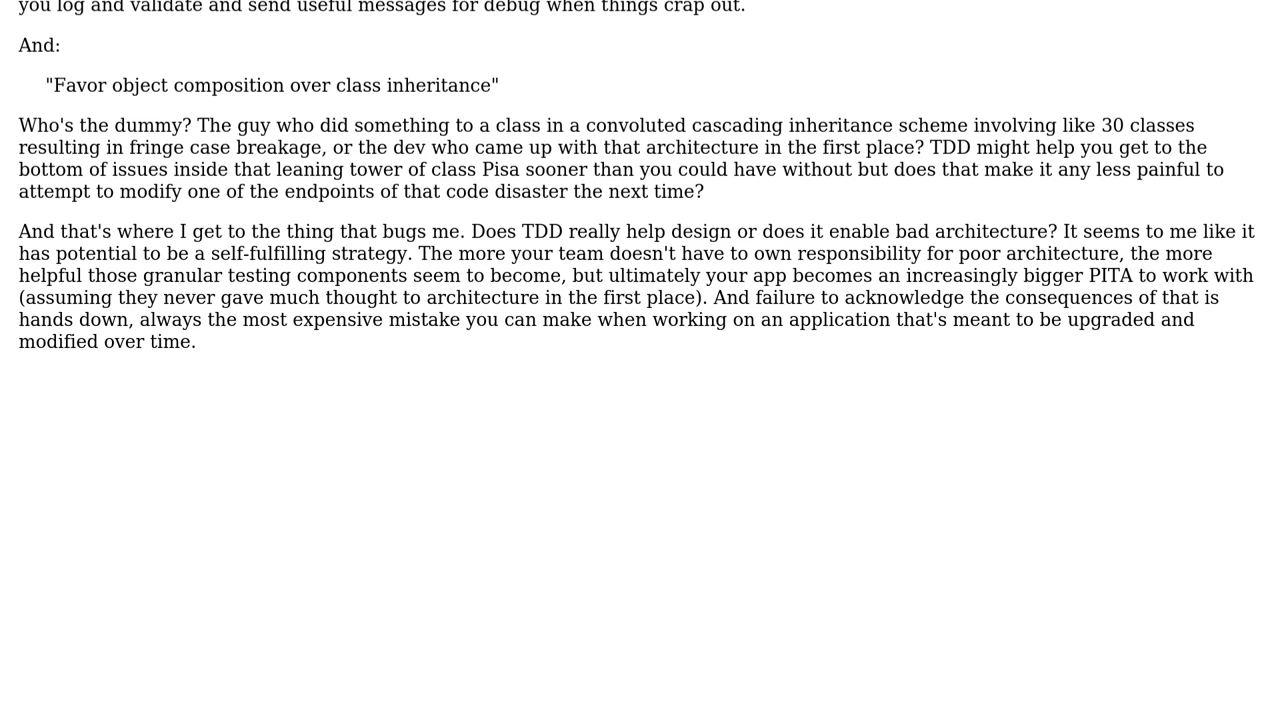 you log and validate and send useful messages for debug when things crap out.
And:
"Favor object composition over class inheritance"
Who's the dummy? The guy who did something to a class in a convoluted cascading inheritance scheme involving like 30 classes
resulting in fringe case breakage, or the dev who came up with that architecture in the first place? TDD might help you get to the
bottom of issues inside that leaning tower of class Pisa sooner than you could have without but does that make it any less painful to
attempt to modify one of the endpoints of that code disaster the next time?
And that's where I get to the thing that bugs me. Does TDD really help design or does it enable bad architecture? It seems to me like it
has potential to be a self-fulfilling strategy. The more your team doesn't have to own responsibility for poor architecture, the more
helpful those granular testing components seem to become, but ultimately your app becomes an increasingly bigger PITA to work with
(assuming they never gave much thought to architecture in the first place). And failure to acknowledge the consequences of that is
hands down, always the most expensive mistake you can make when working on an application that's meant to be upgraded and
modified over time.